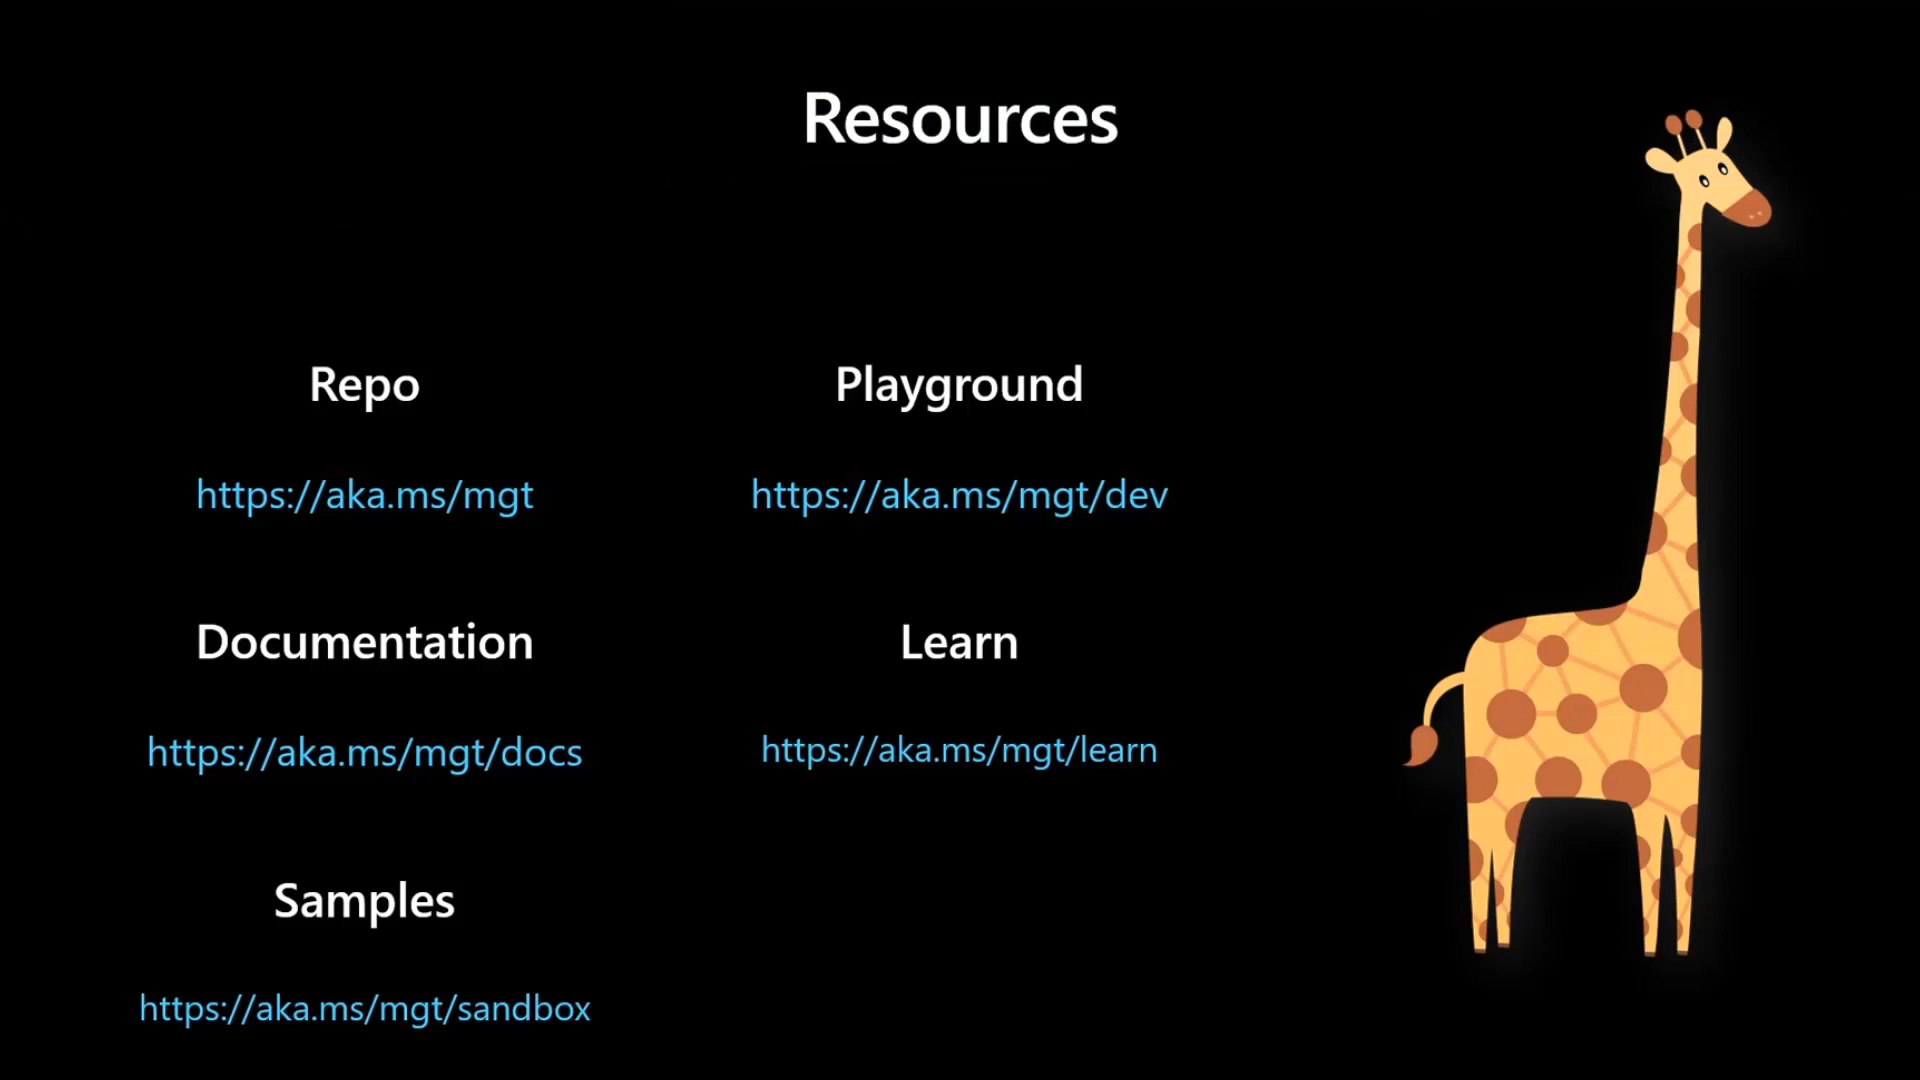 Resources
Repo
https://aka.ms/mgt
Playground
https://aka.ms/mgt/dev
Documentation
https://aka.ms/mgt/docs
Learn
https://aka.ms/mgt/learn
Samples
https://aka.ms/mgt/sandbox